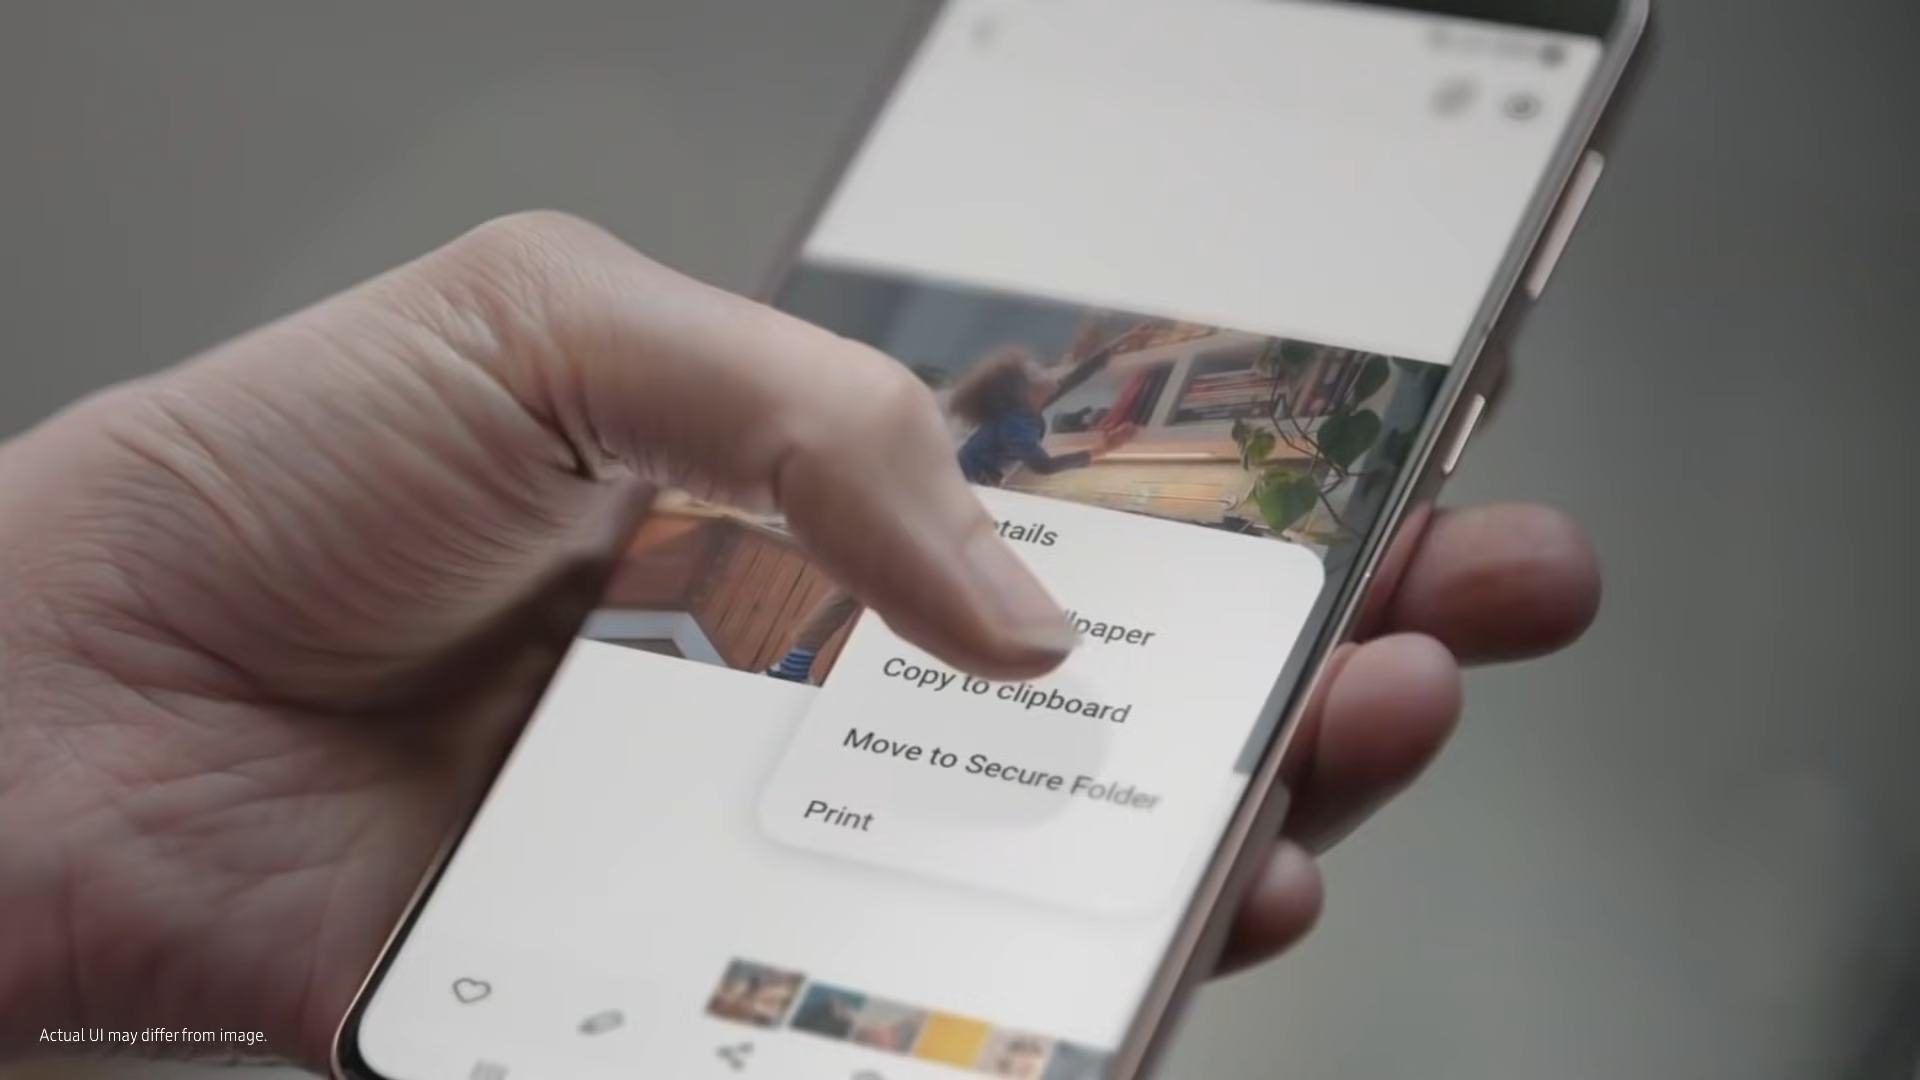 etails
lpaper
Copy to clipboard
Move to Secure Folder
Print
Actual UI may differ from image.